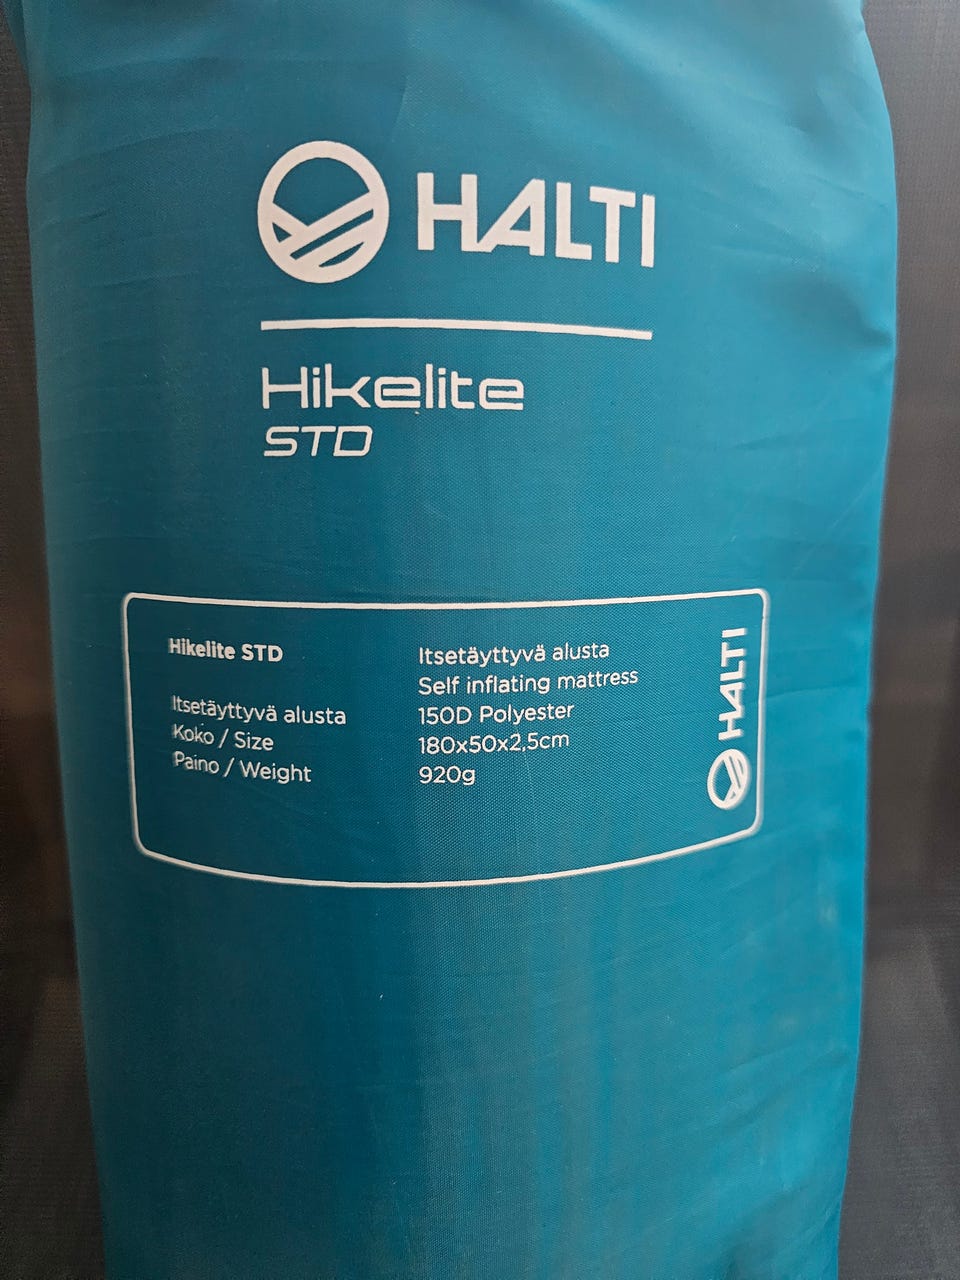 HALTI
Hikelite
STD
Hikelite STD
Itsetäyttyvä alusta
Koko / Size
Paino / Weight
Itsetäyttyvä alusta
Self inflating mattress
150D Polyester
180x50x2,5cm
920g
HALTI